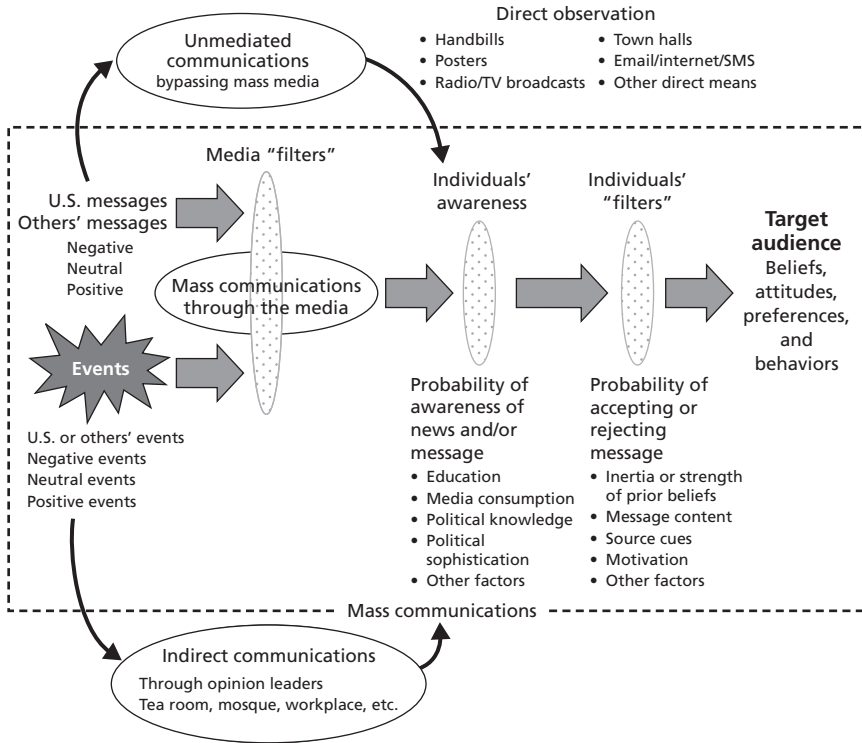 Direct observation
• Handbills
• Posters
• Radio/TV broadcasts
• Town halls
• Email/internet/SMS
• Other direct means
Unmediated
communications
bypassing mass media
Media “filters”
U.S. messages
Others’ messages
Negative
Neutral
Positive
Mass communications
through the media
Events
U.S. or others’ events
Negative events
Neutral events
Positive events
Individuals’
awareness
Probability of
awareness of
news and/or
message
• Education
• Media consumption
• Political knowledge
• Political
sophistication
• Other factors
Individuals’
“filters”
Probability of
accepting or
rejecting
message
• Inertia or strength
of prior beliefs
• Message content
• Source cues
• Motivation
• Other factors
Target
audience
Beliefs,
attitudes,
preferences,
and
behaviors
Mass communications
Indirect communications
Through opinion leaders
Tea room, mosque, workplace, etc.